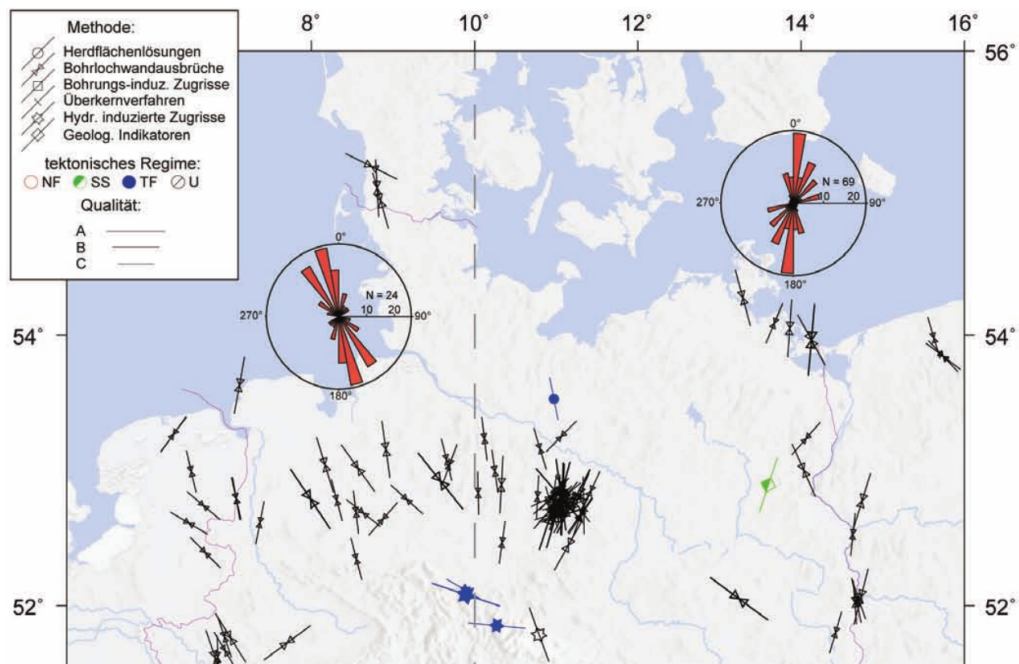 8° 10° 12° 14° 16°
Methode:
Herdflächenlösungen
Bohrlochwandausbrüche
Bohrungs-induz. Zugrisse
Überkernverfahren
Hydr. induzierte Zugrisse
Geolog. Indikatoren
tektonisches Regime:
NF SS TF U
Qualität:
A
B
C
56°
0°
N = 69
10 20
270° 90°
180°
0°
N = 24
10 20
270° 90°
180°
54° 54°
52° 52°